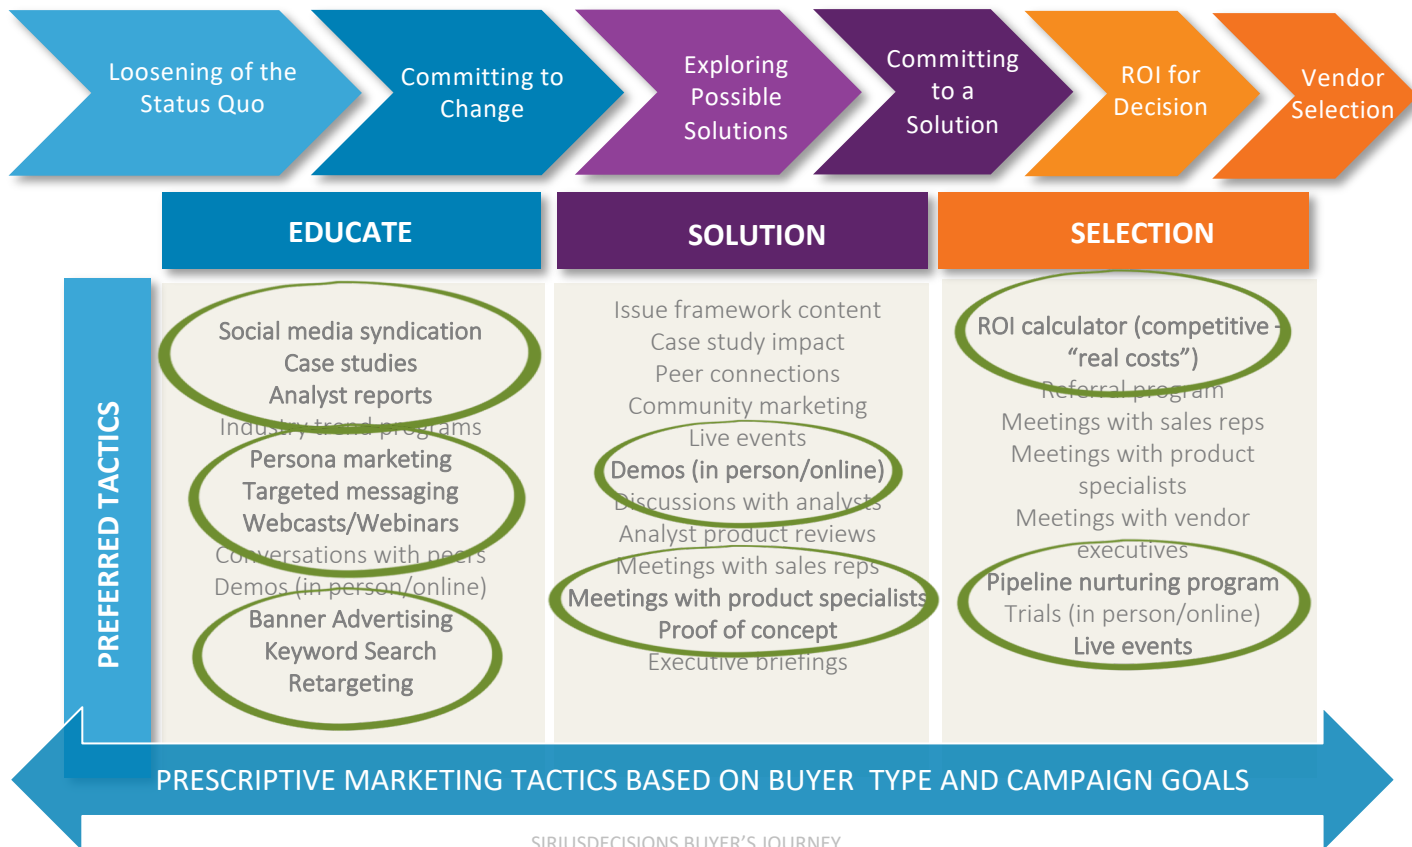 Loosening of the
Status Quo
Committing to
Change
Exploring
Possible
Solutions
Committing
to a
Solution
ROI for
Decision
Vendor
Selection
EDUCATE
SOLUTION
SELECTION
PREFERRED TACTICS
Social media syndication
Case studies
Analyst reports
Industry trend programs
Persona marketing
Targeted messaging
Webcasts/Webinars
Conversations with peers
Demos (in person/online)
Banner Advertising
Keyword Search
Retargeting
Issue framework content
Case study impact
Peer connections
Community marketing
Live events
Demos (in person/online)
Discussions with analysts
Analyst product reviews
Meetings with sales reps
Meetings with product specialists
Proof of concept
Executive briefings
ROI calculator (competitive -
“real costs”)
Referral program
Meetings with sales reps
Meetings with product
specialists
Meetings with vendor
executives
Pipeline nurturing program
Trials (in person/online)
Live events
PRESCRIPTIVE MARKETING TACTICS BASED ON BUYER TYPE AND CAMPAIGN GOALS
SIRIUSDECISIONS BUYER’S JOURNEY